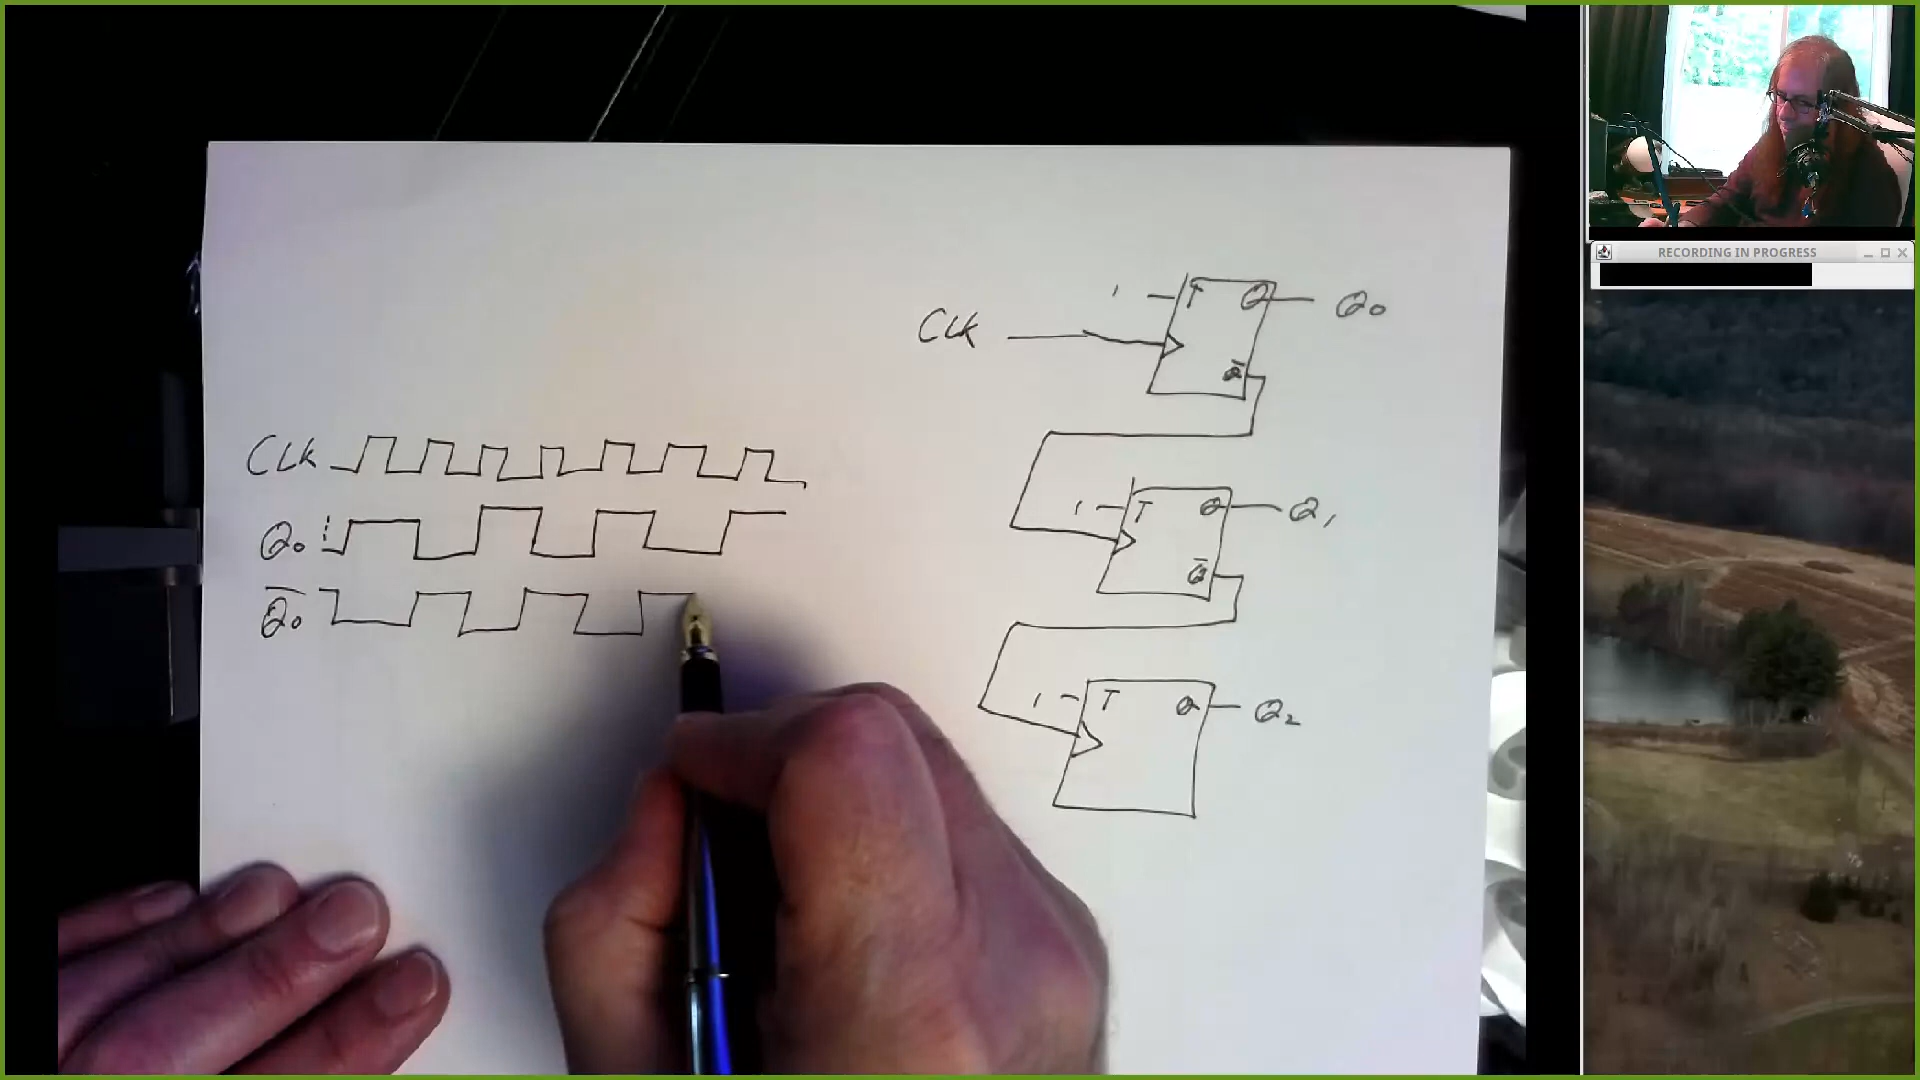 RECORDING IN PROGRESS
1 T Q Q0
CLK
Q̅
CLK
1 T Q Q1
Q0
Q̅
Q̅0
1 T Q Q2